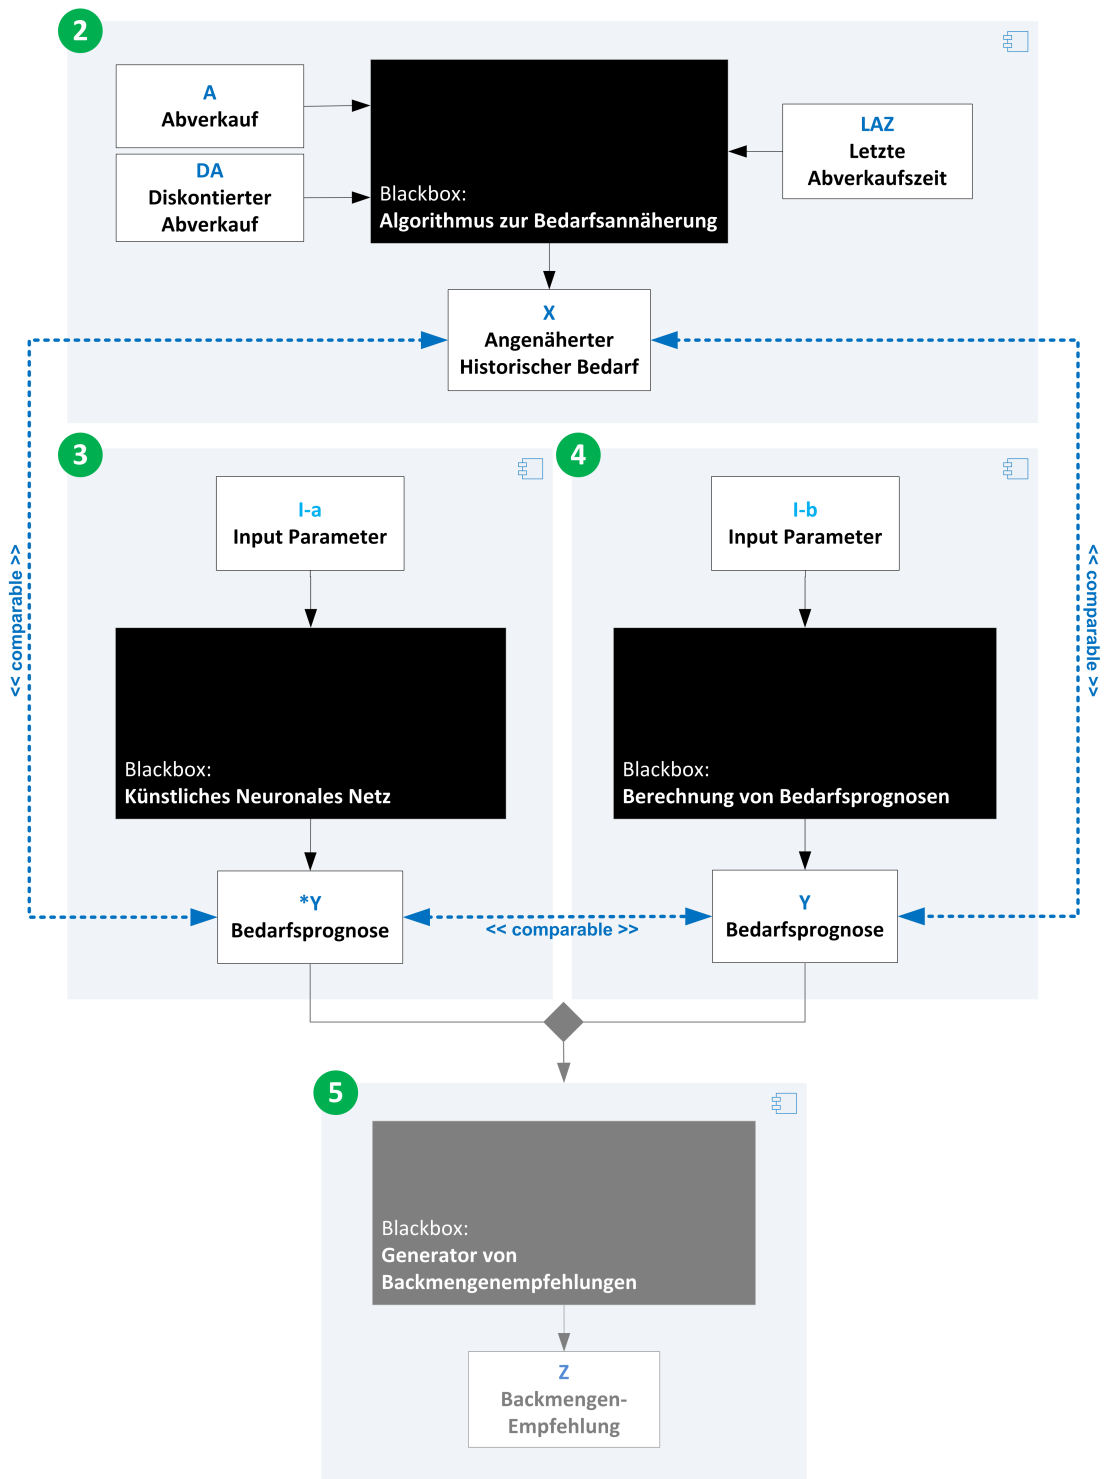 2
A
Abverkauf
DA
Diskontierter
Abverkauf
Blackbox:
Algorithmus zur Bedarfsannäherung
LAZ
Letzte
Abverkaufszeit
X
Angenäherter
Historischer Bedarf
3
I-a
Input Parameter
Blackbox:
Künstliches Neuronales Netz
*Y
Bedarfsprognose
4
I-b
Input Parameter
Blackbox:
Berechnung von Bedarfsprognosen
Y
Bedarfsprognose
<< comparable >>
<< comparable >>
<< comparable >>
5
Blackbox:
Generator von
Backmengenempfehlungen
Z
Backmengen-
Empfehlung